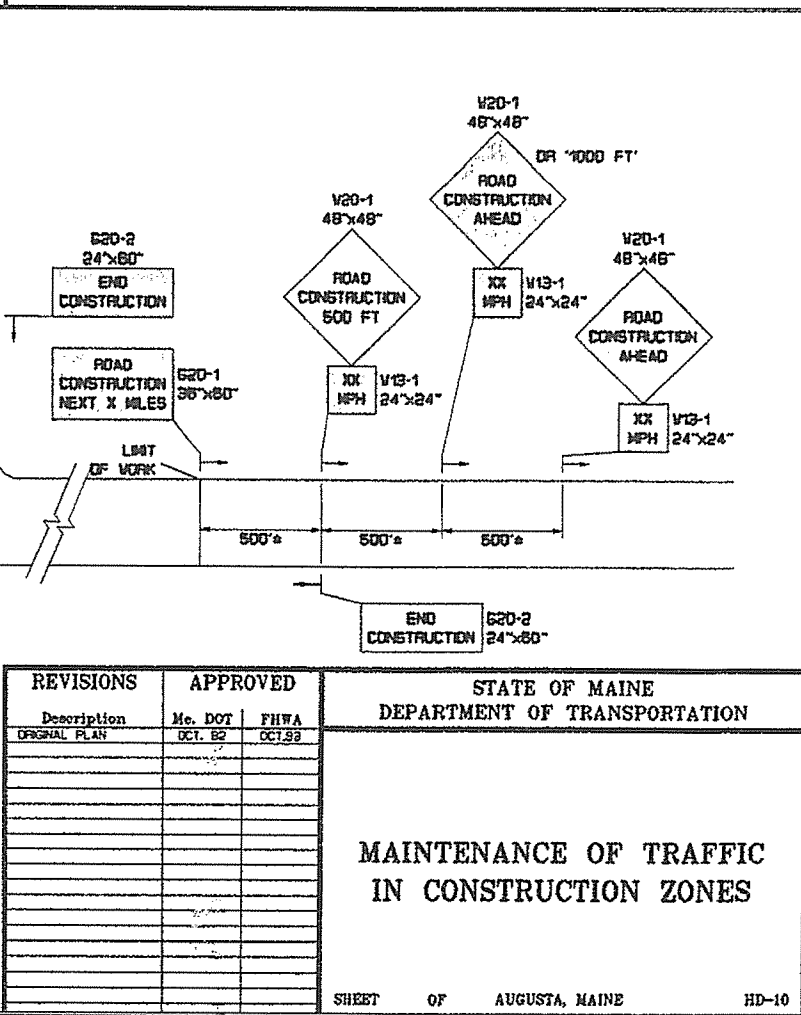 W20-1
48"x48"
OR "1000 FT'
ROAD
CONSTRUCTION
AHEAD
XX
MPH
W13-1
24"x24"
W20-1
48"x48"
ROAD
CONSTRUCTION
500 FT
XX
MPH
W13-1
24"x24"
W20-1
48"x48"
ROAD
CONSTRUCTION
AHEAD
XX
MPH
W13-1
24"x24"
G20-2
24"x60"
END
CONSTRUCTION
ROAD
CONSTRUCTION
NEXT X MILES
G20-1
36"x60"
LIMIT
OF WORK
500'± 500'± 500'±
END
CONSTRUCTION
G20-2
24"x60"
REVISIONS
Description
ORIGINAL PLAN
APPROVED
Me. DOT FHWA
OCT. 92 OCT.92
STATE OF MAINE
DEPARTMENT OF TRANSPORTATION
MAINTENANCE OF TRAFFIC
IN CONSTRUCTION ZONES
SHEET OF AUGUSTA, MAINE HD-10